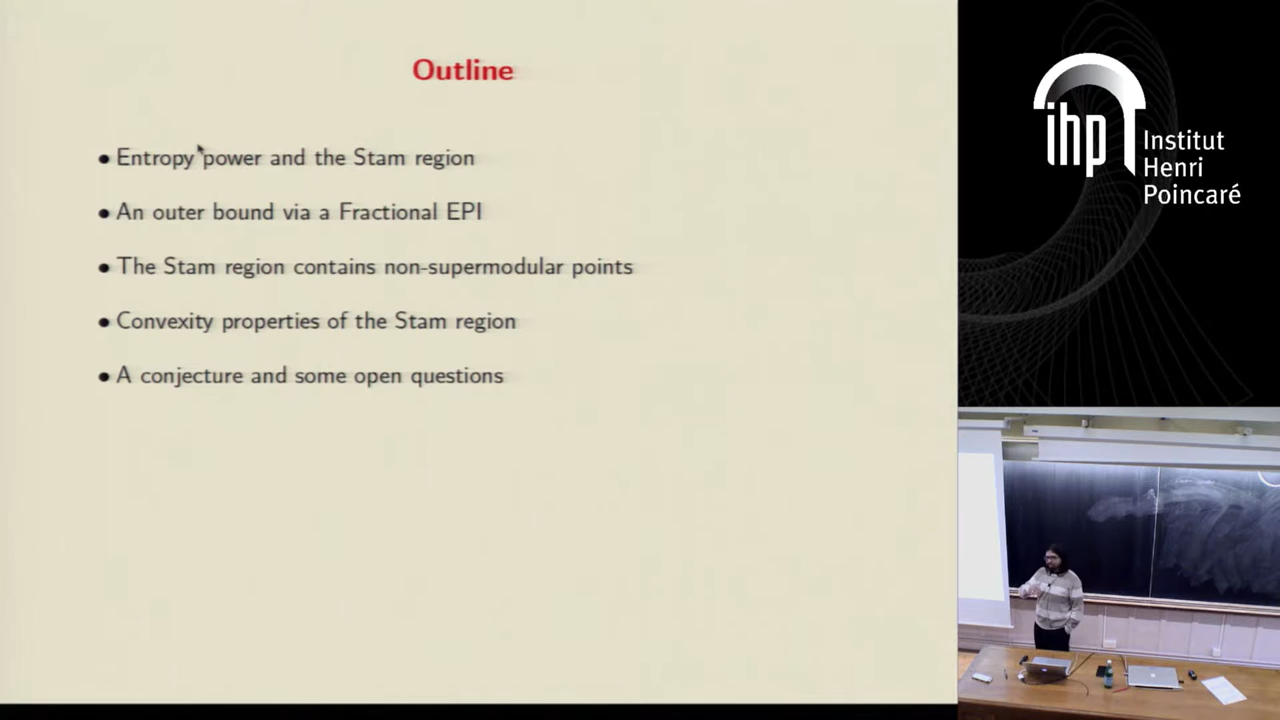 Outline
• Entropy power and the Stam region
• An outer bound via a Fractional EPI
• The Stam region contains non-supermodular points
• Convexity properties of the Stam region
• A conjecture and some open questions
ihp
Institut
Henri
Poincaré